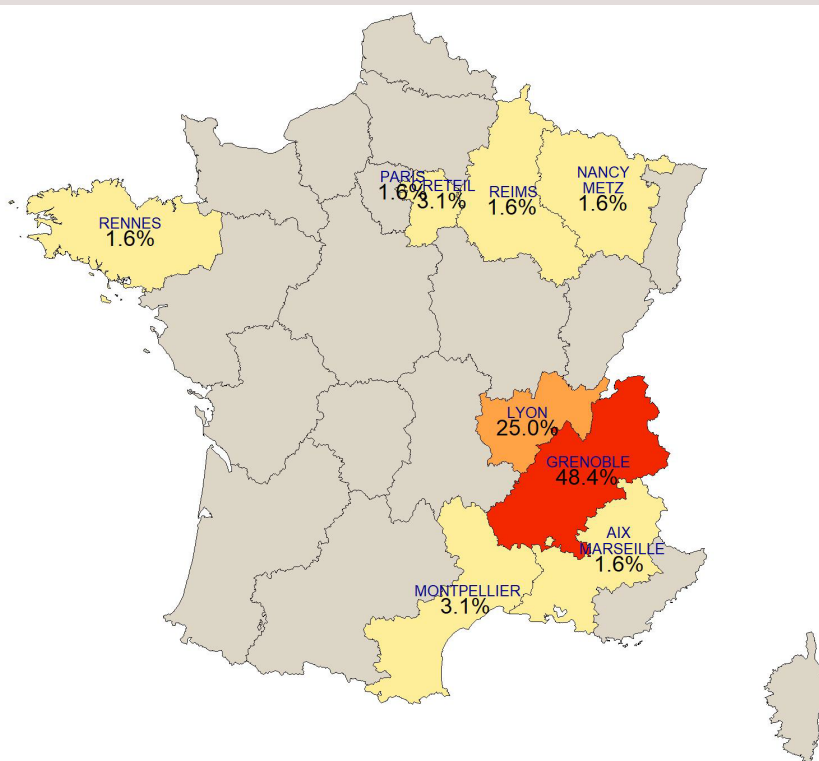 PARIS
1.6%
CRETEIL
3.1%
REIMS
1.6%
NANCY
METZ
1.6%
RENNES
1.6%
LYON
25.0%
GRENOBLE
48.4%
AIX
MARSEILLE
1.6%
MONTPELLIER
3.1%